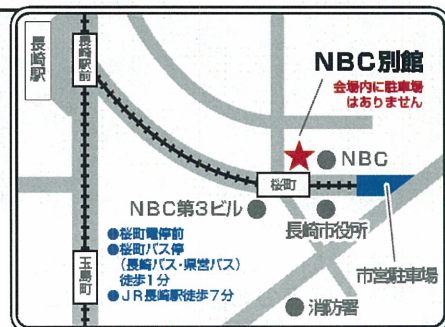 長崎駅
長崎駅前
NBC別館
会場内に駐車場
はありません
NBC
桜町
NBC第3ビル
長崎市役所
●桜町電停前
●桜町バス停
(長崎バス・県営バス)
徒歩1分
●JR長崎駅徒歩7分
玉島町
市営駐車場
消防署